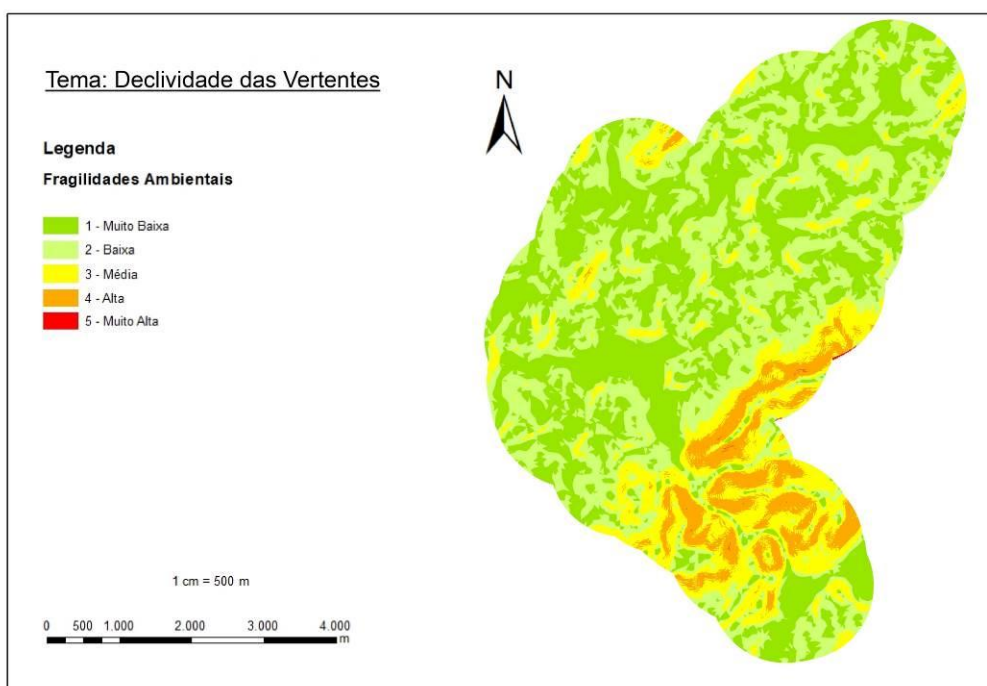 Tema: Declividade das Vertentes
N
Legenda
Fragilidades Ambientais
1 - Muito Baixa
2 - Baixa
3 - Média
4 - Alta
5 - Muito Alta
1 cm = 500 m
0 500 1.000 2.000 3.000 4.000
m